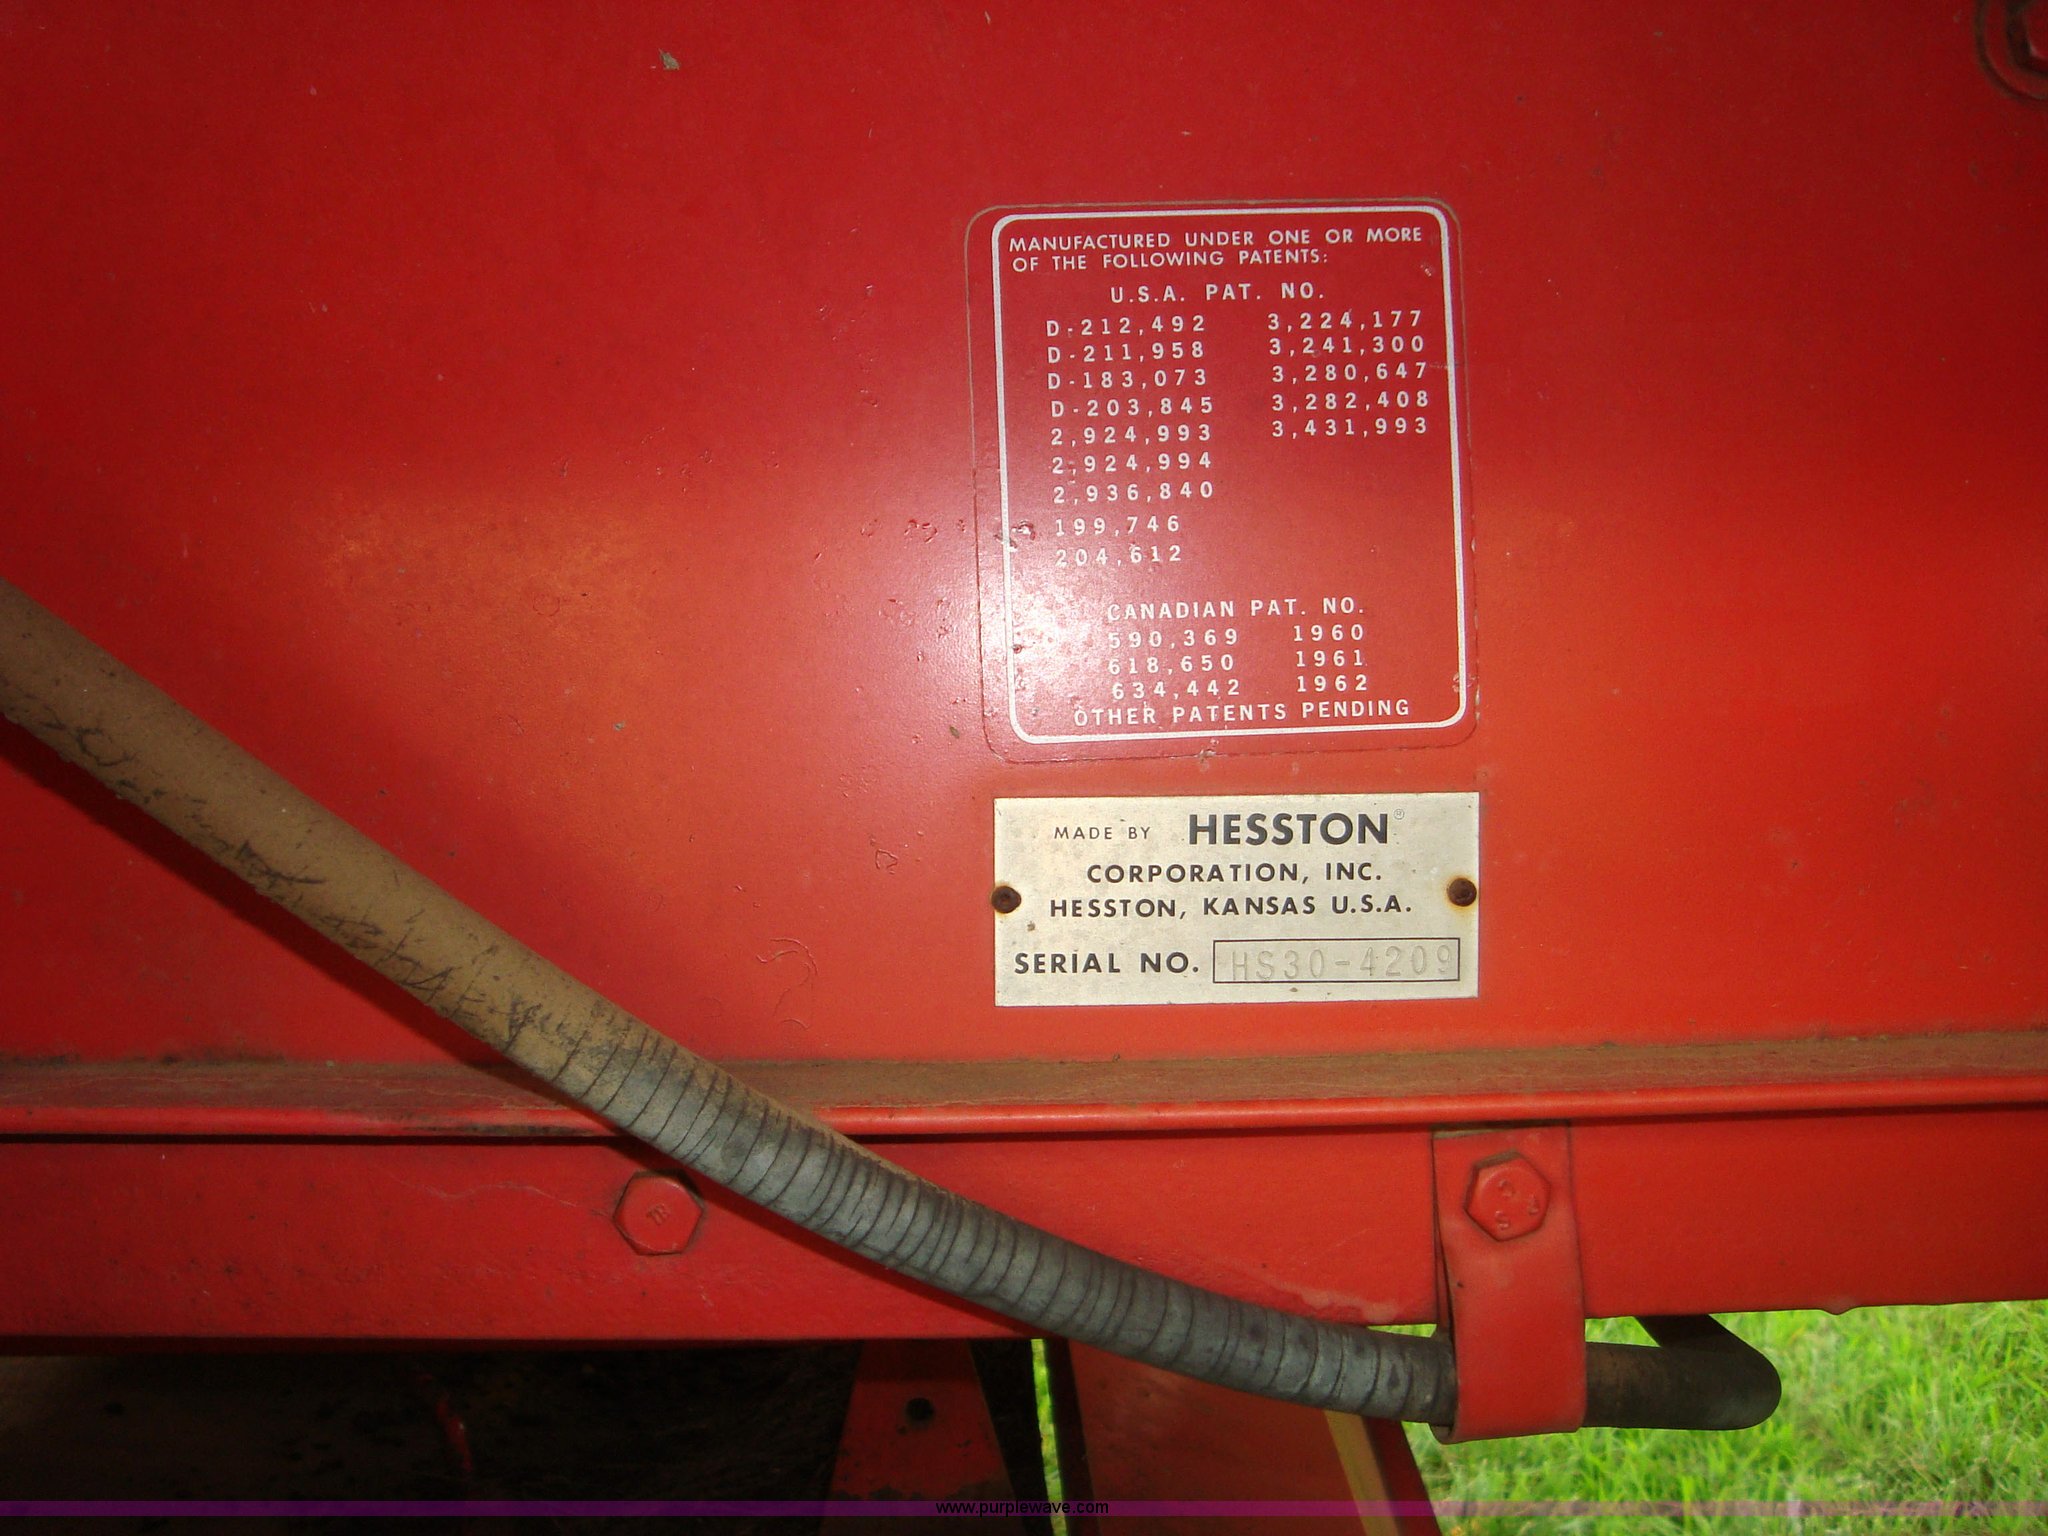 MANUFACTURED UNDER ONE OR MORE
OF THE FOLLOWING PATENTS:
U.S.A. PAT. NO.
D-212,492 3,224,177
D-211,958 3,241,300
D-183,073 3,280,647
D-203,845 3,282,408
2,924,993 3,431,993
2,924,994
2,936,840
199,746
204,612
CANADIAN PAT. NO.
590,369 1960
618,650 1961
634,442 1962
OTHER PATENTS PENDING
MADE BY HESSTON®
CORPORATION, INC.
HESSTON, KANSAS U.S.A.
SERIAL NO. HS30-4209
www.purplewave.com